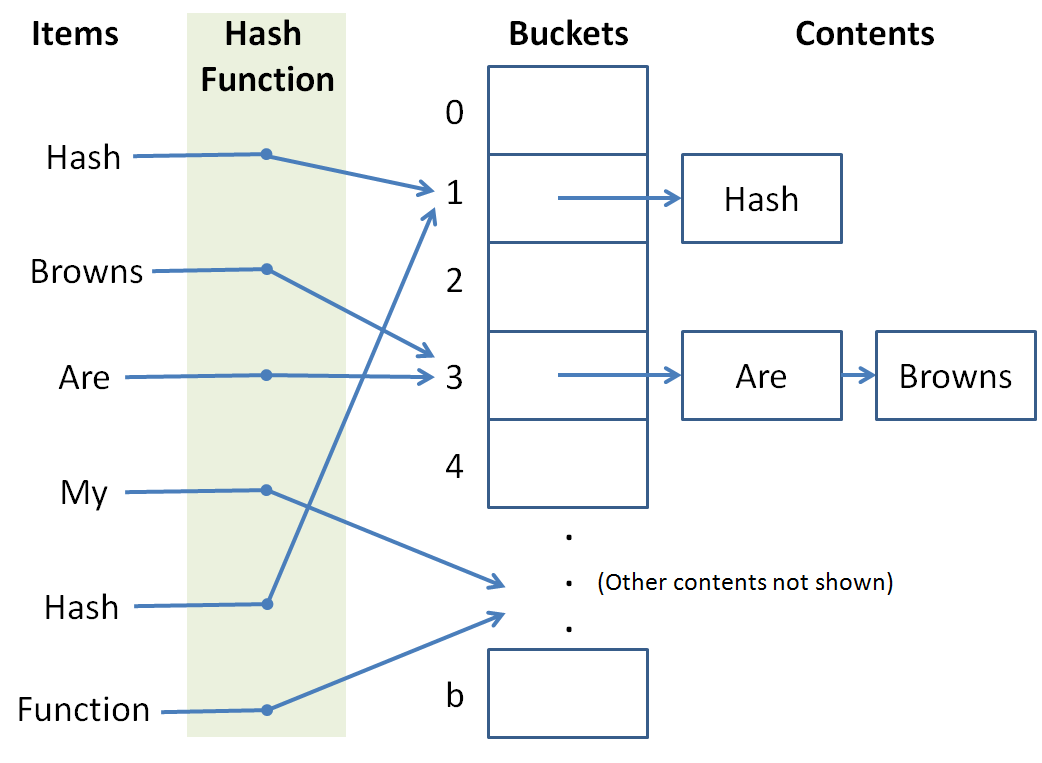 Items
Hash
Function
Buckets
Contents
0
Hash
1
Hash
Browns
2
Are
3
Are
Browns
4
My
(Other contents not shown)
Hash
Function
b